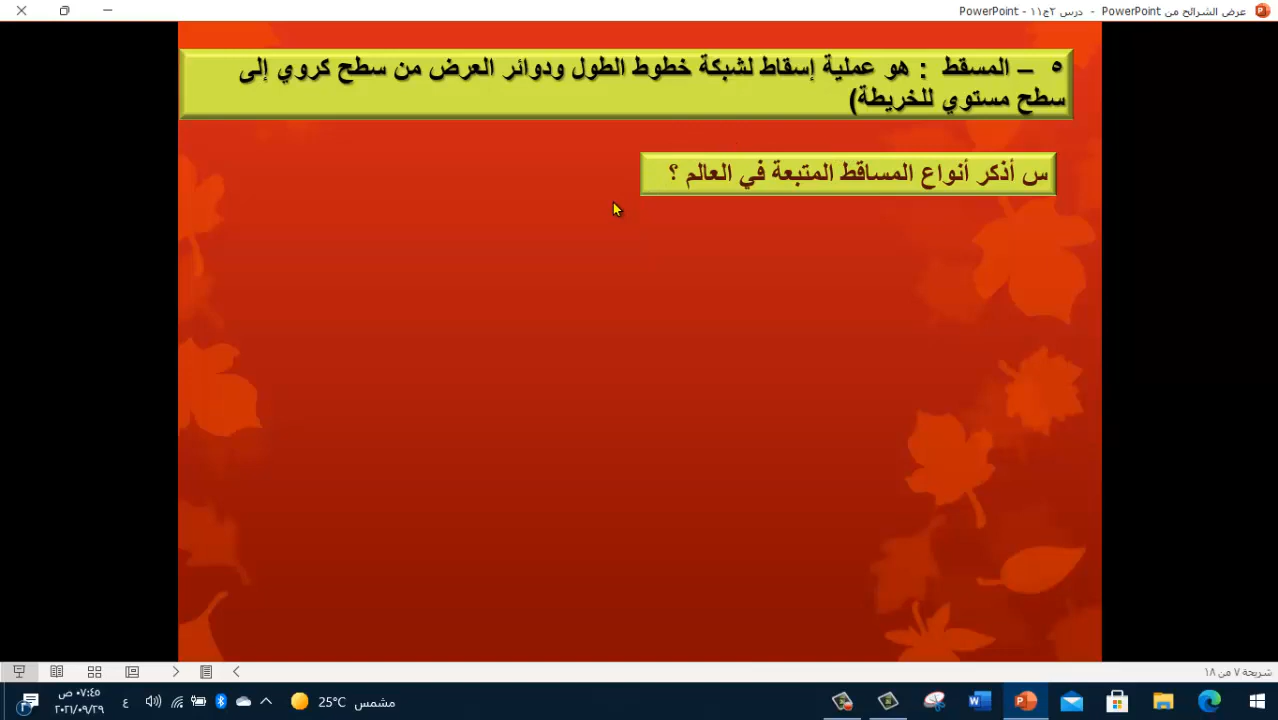 عرض الشرائح من PowerPoint - درس ٢ج١١ - PowerPoint
٥ – المسقط : هو عملية إسقاط لشبكة خطوط الطول ودوائر العرض من سطح كروي إلى
سطح مستوي للخريطة)
س أذكر أنواع المساقط المتبعة في العالم ؟
شريحة ٧ من ١٨
مشمس 25°C
ع
٠٧:٤٥ ص
٢٠٢١/٠٩/٢٩